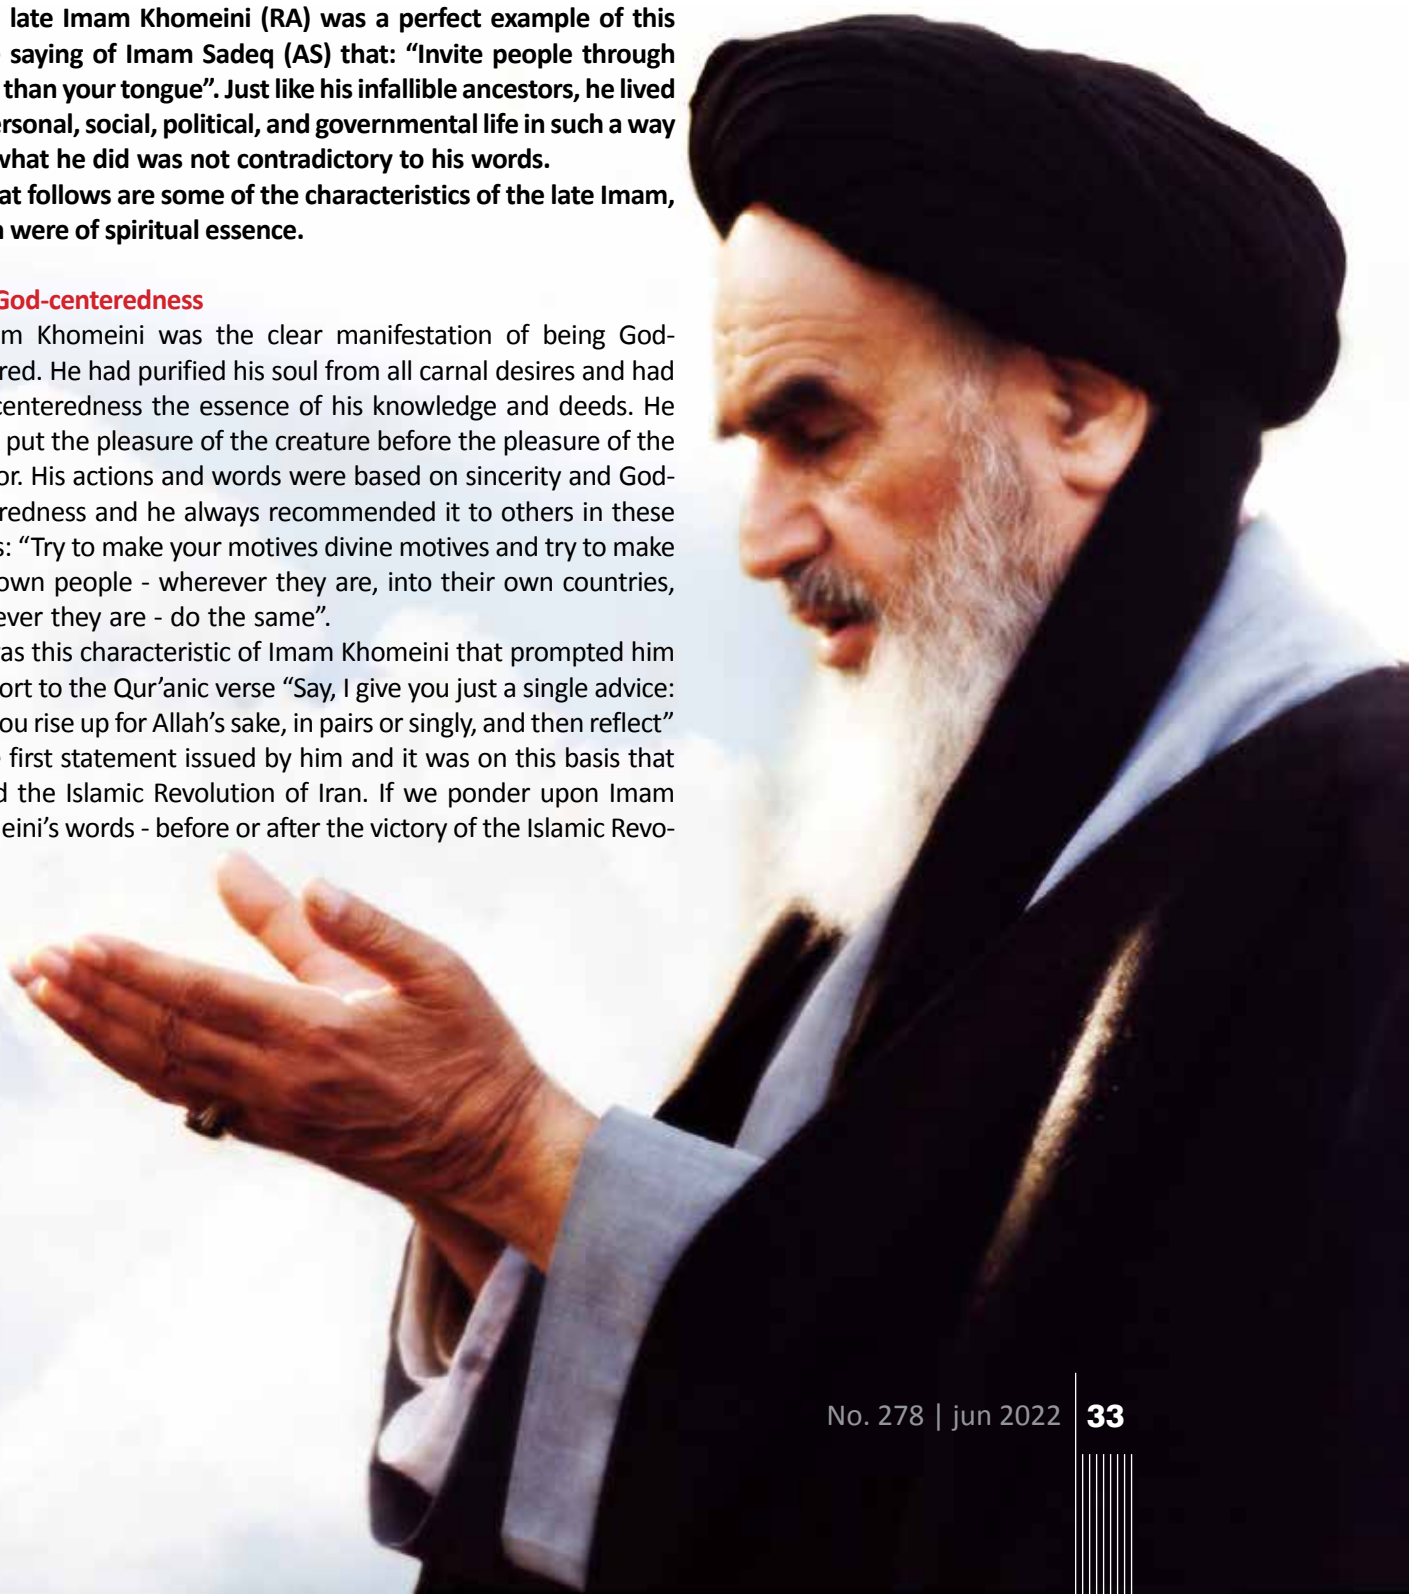 late Imam Khomeini (RA) was a perfect example of this
saying of Imam Sadeq (AS) that: “Invite people through
than your tongue”. Just like his infallible ancestors, he lived
ersonal, social, political, and governmental life in such a way
what he did was not contradictory to his words.
at follows are some of the characteristics of the late Imam,
were of spiritual essence.
God-centeredness
m Khomeini was the clear manifestation of being God-
red. He had purified his soul from all carnal desires and had
centeredness the essence of his knowledge and deeds. He
put the pleasure of the creature before the pleasure of the
or. His actions and words were based on sincerity and God-
redness and he always recommended it to others in these
s: “Try to make your motives divine motives and try to make
own people - wherever they are, into their own countries,
ever they are - do the same”.
as this characteristic of Imam Khomeini that prompted him
ort to the Qur’anic verse “Say, I give you just a single advice:
ou rise up for Allah’s sake, in pairs or singly, and then reflect”
first statement issued by him and it was on this basis that
d the Islamic Revolution of Iran. If we ponder upon Imam
eini’s words - before or after the victory of the Islamic Revo-
No. 278 | jun 2022 33